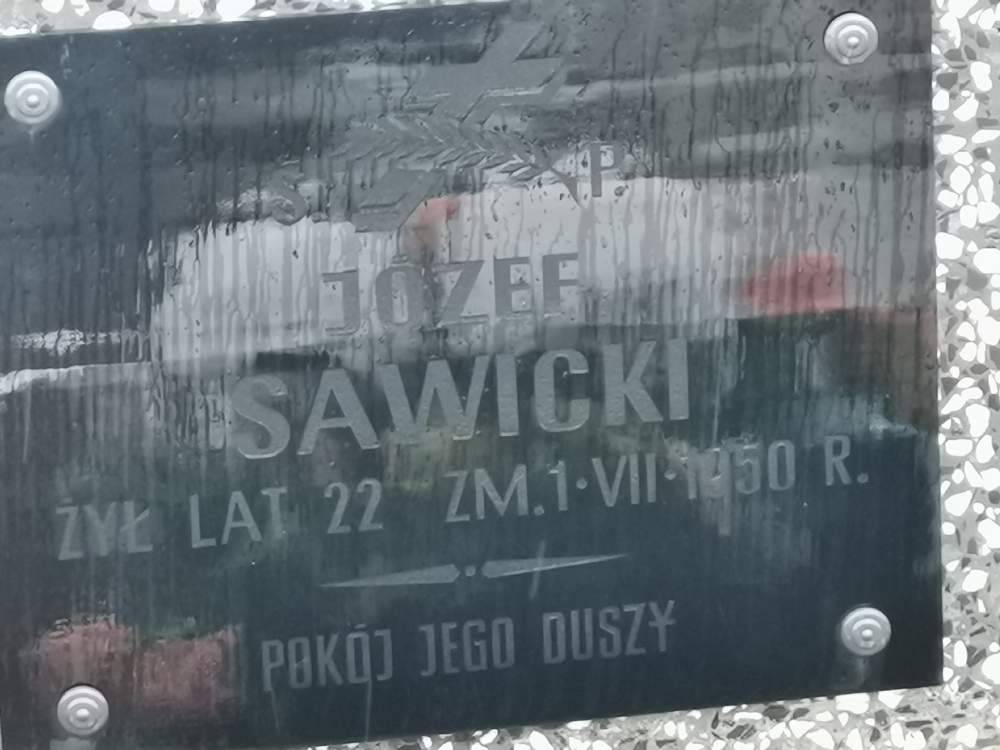 Ś. P.
JÓZEF
SAWICKI
ŻYŁ LAT 22 ZM.1·VII·1950 R.
POKÓJ JEGO DUSZY